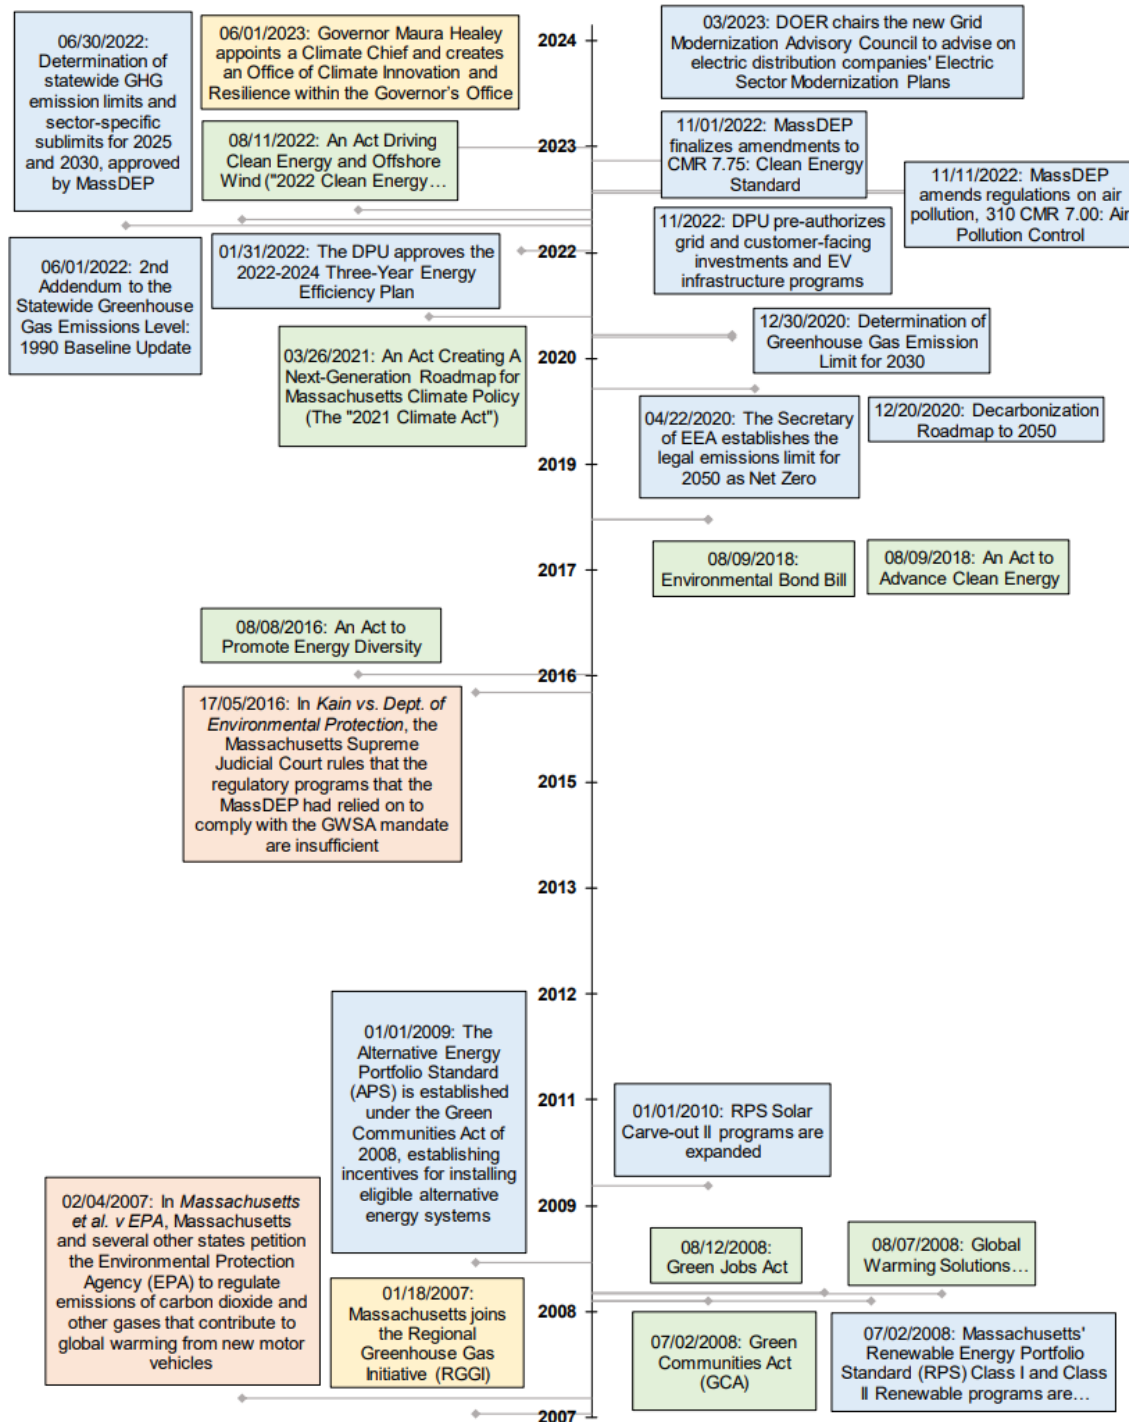 06/30/2022:
Determination of
statewide GHG
emission limits and
sector-specific
sublimits for 2025
and 2030, approved
by MassDEP
06/01/2023: Governor Maura Healey
appoints a Climate Chief and creates
an Office of Climate Innovation and
Resilience within the Governor's Office
2024
03/2023: DOER chairs the new Grid
Modernization Advisory Council to advise on
electric distribution companies' Electric
Sector Modernization Plans
08/11/2022: An Act Driving
Clean Energy and Offshore
Wind ("2022 Clean Energy…
2023
11/01/2022: MassDEP
finalizes amendments to
CMR 7.75: Clean Energy
Standard
11/11/2022: MassDEP
amends regulations on air
pollution, 310 CMR 7.00: Air
Pollution Control
11/2022: DPU pre-authorizes
grid and customer-facing
investments and EV
infrastructure programs
06/01/2022: 2nd
Addendum to the
Statewide Greenhouse
Gas Emissions Level:
1990 Baseline Update
01/31/2022: The DPU approves the
2022-2024 Three-Year Energy
Efficiency Plan
2022
12/30/2020: Determination of
Greenhouse Gas Emission
Limit for 2030
03/26/2021: An Act Creating A
Next-Generation Roadmap for
Massachusetts Climate Policy
(The "2021 Climate Act")
2020
04/22/2020: The Secretary
of EEA establishes the
legal emissions limit for
2050 as Net Zero
12/20/2020: Decarbonization
Roadmap to 2050
2019
08/09/2018:
Environmental Bond Bill
08/09/2018: An Act to
Advance Clean Energy
2017
08/08/2016: An Act to
Promote Energy Diversity
2016
17/05/2016: In Kain vs. Dept. of
Environmental Protection, the
Massachusetts Supreme
Judicial Court rules that the
regulatory programs that the
MassDEP had relied on to
comply with the GWSA mandate
are insufficient
2015
2013
2012
01/01/2009: The
Alternative Energy
Portfolio Standard
(APS) is established
under the Green
Communities Act of
2008, establishing
incentives for installing
eligible alternative
energy systems
2011
01/01/2010: RPS Solar
Carve-out II programs are
expanded
2009
02/04/2007: In Massachusetts
et al. v EPA, Massachusetts
and several other states petition
the Environmental Protection
Agency (EPA) to regulate
emissions of carbon dioxide and
other gases that contribute to
global warming from new motor
vehicles
08/12/2008:
Green Jobs Act
08/07/2008: Global
Warming Solutions…
01/18/2007:
Massachusetts joins
the Regional
Greenhouse Gas
Initiative (RGGI)
2008
07/02/2008: Green
Communities Act
(GCA)
07/02/2008: Massachusetts'
Renewable Energy Portfolio
Standard (RPS) Class I and Class
II Renewable programs are…
2007